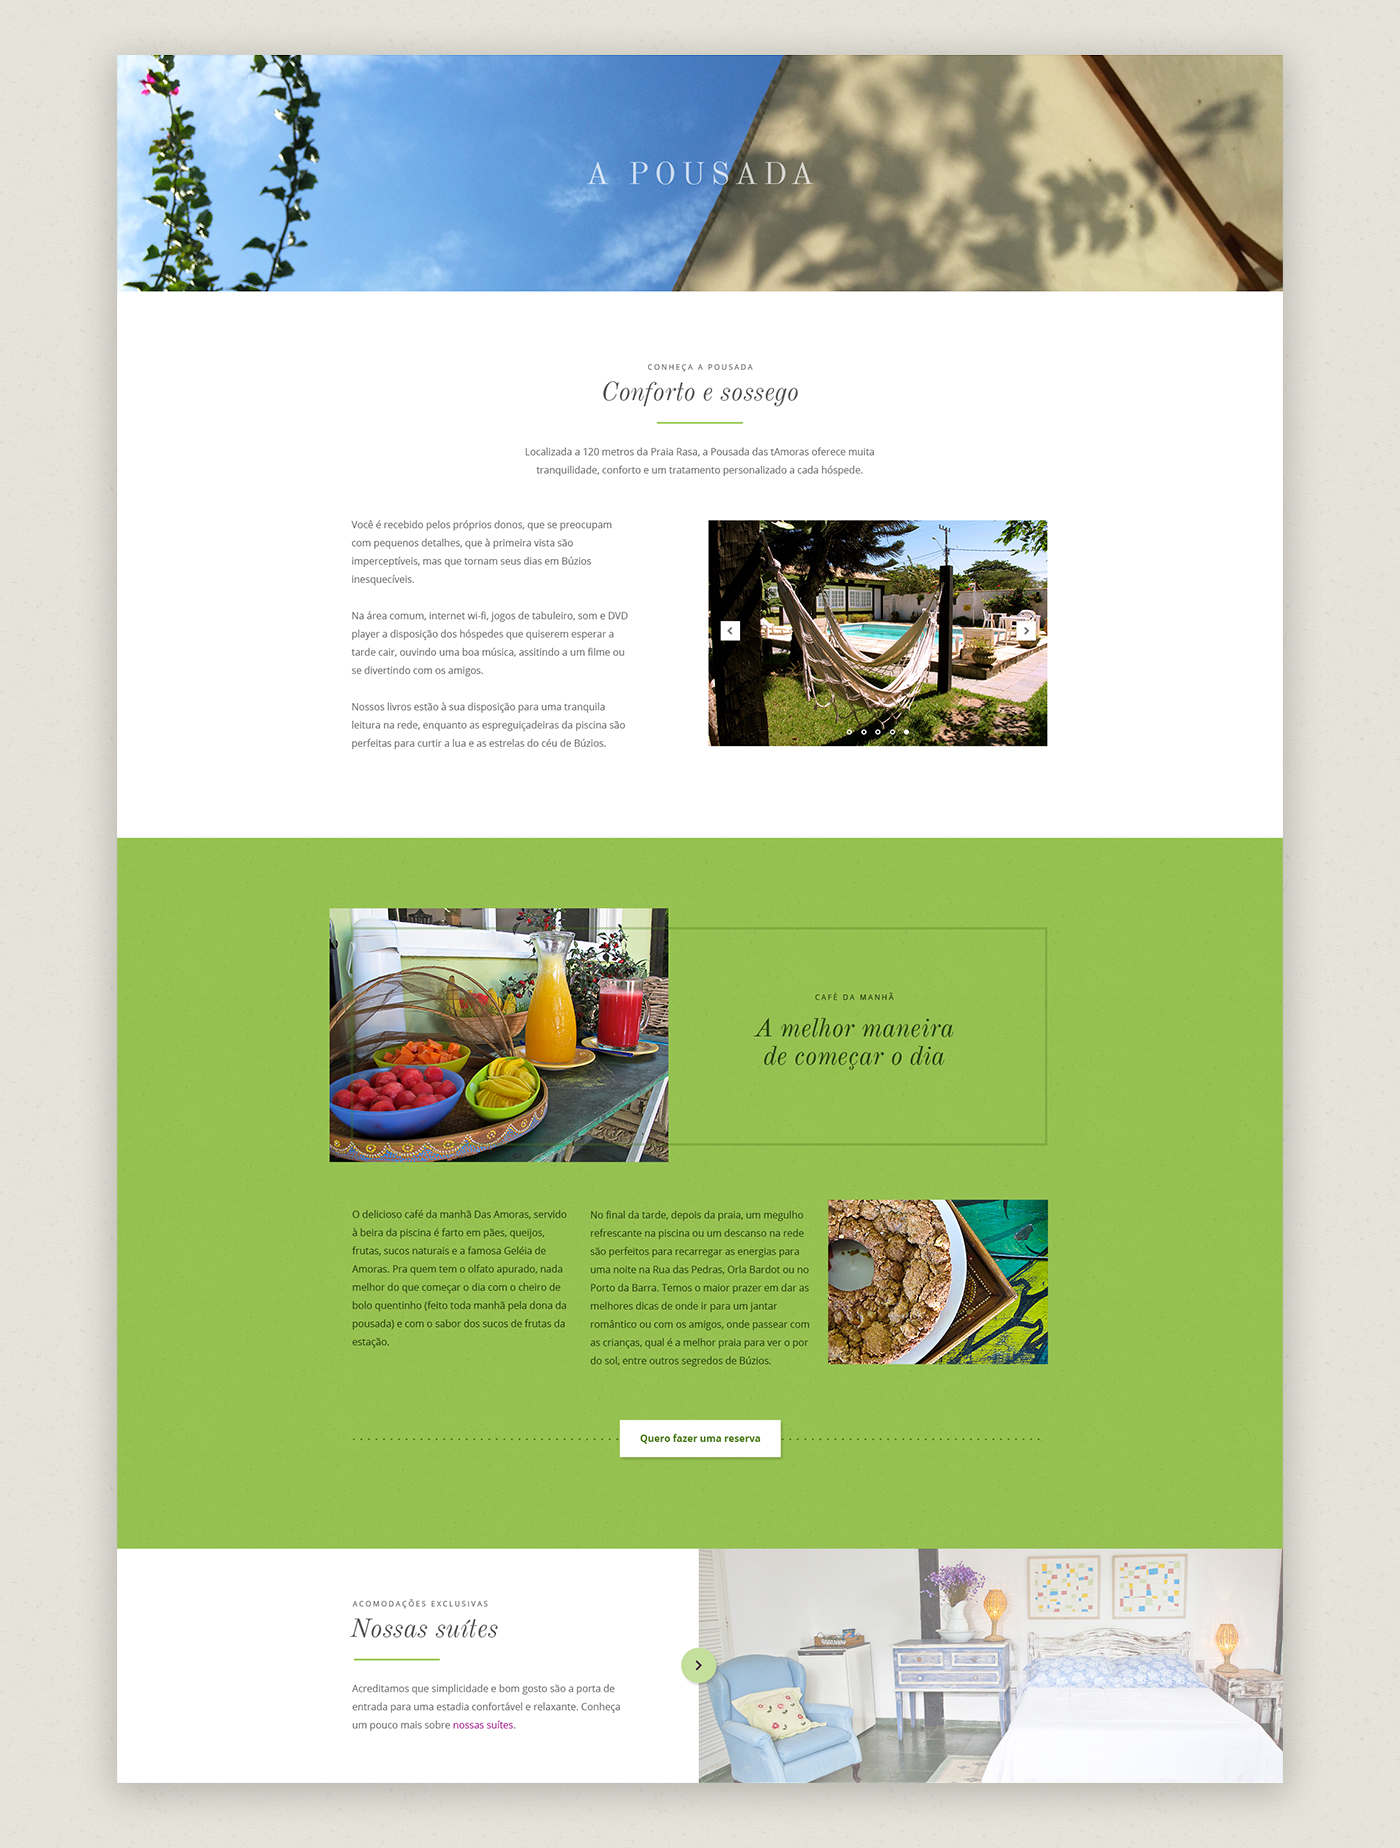 A POUSADA
CONHEÇA A POUSADA
Conforto e sossego
Localizada a 120 metros da Praia Rasa, a Pousada das tAmoras oferece muita
tranquilidade, conforto e um tratamento personalizado a cada hóspede.
Você é recebido pelos próprios donos, que se preocupam
com pequenos detalhes, que à primeira vista são
imperceptíveis, mas que tornam seus dias em Búzios
inesquecíveis.
Na área comum, internet wi-fi, jogos de tabuleiro, som e DVD
player a disposição dos hóspedes que quiserem esperar a
tarde cair, ouvindo uma boa música, assitindo a um filme ou
se divertindo com os amigos.
Nossos livros estão à sua disposição para uma tranquila
leitura na rede, enquanto as espreguiçadeiras da piscina são
perfeitas para curtir a lua e as estrelas do céu de Búzios.
CAFÉ DA MANHÃ
A melhor maneira
de começar o dia
O delicioso café da manhã Das Amoras, servido
à beira da piscina é farto em pães, queijos,
frutas, sucos naturais e a famosa Geléia de
Amoras. Pra quem tem o olfato apurado, nada
melhor do que começar o dia com o cheiro de
bolo quentinho (feito toda manhã pela dona da
pousada) e com o sabor dos sucos de frutas da
estação.
No final da tarde, depois da praia, um megulho
refrescante na piscina ou um descanso na rede
são perfeitos para recarregar as energias para
uma noite na Rua das Pedras, Orla Bardot ou no
Porto da Barra. Temos o maior prazer em dar as
melhores dicas de onde ir para um jantar
romântico ou com os amigos, onde passear com
as crianças, qual é a melhor praia para ver o por
do sol, entre outros segredos de Búzios.
Quero fazer uma reserva
ACOMODAÇÕES EXCLUSIVAS
Nossas suítes
Acreditamos que simplicidade e bom gosto são a porta de
entrada para uma estadia confortável e relaxante. Conheça
um pouco mais sobre nossas suítes.